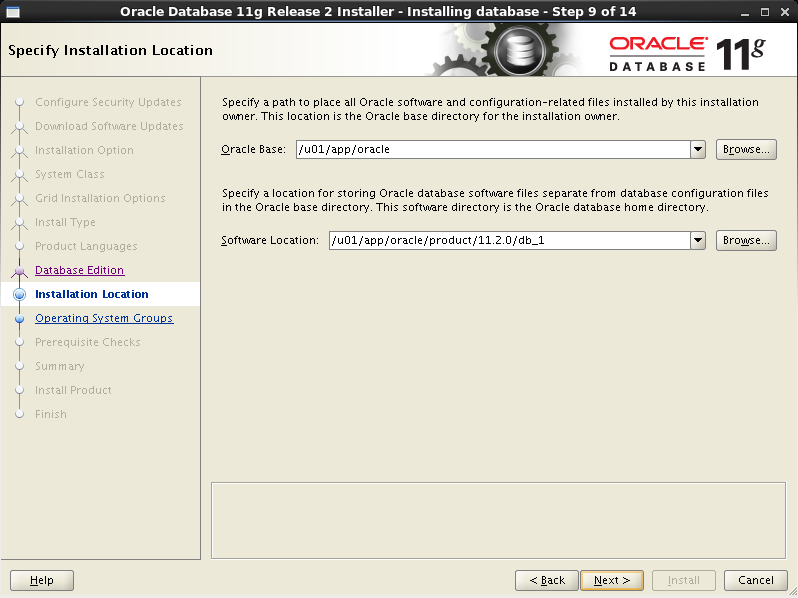 Oracle Database 11g Release 2 Installer - Installing database - Step 9 of 14
Specify Installation Location
ORACLE
DATABASE
11g
Configure Security Updates
Download Software Updates
Installation Option
System Class
Grid Installation Options
Install Type
Product Languages
Database Edition
Installation Location
Operating System Groups
Prerequisite Checks
Summary
Install Product
Finish
Specify a path to place all Oracle software and configuration-related files installed by this installation
owner. This location is the Oracle base directory for the installation owner.
Oracle Base: /u01/app/oracle Browse...
Specify a location for storing Oracle database software files separate from database configuration files
in the Oracle base directory. This software directory is the Oracle database home directory.
Software Location: /u01/app/oracle/product/11.2.0/db_1 Browse...
Help < Back Next > Install Cancel